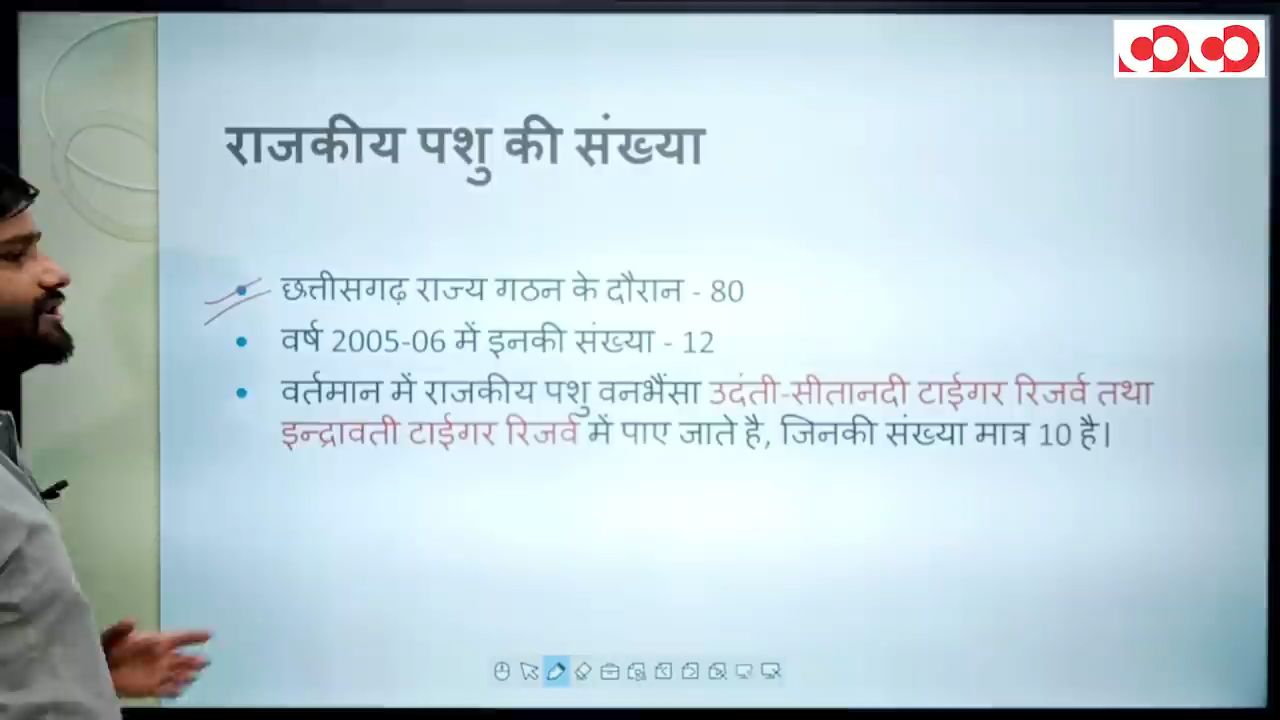 राजकीय पशु की संख्या
• छत्तीसगढ़ राज्य गठन के दौरान - 80
• वर्ष 2005-06 में इनकी संख्या - 12
• वर्तमान में राजकीय पशु वनभैंसा उदंती-सीतानदी टाईगर रिजर्व तथा
इन्द्रावती टाईगर रिजर्व में पाए जाते है, जिनकी संख्या मात्र 10 है।